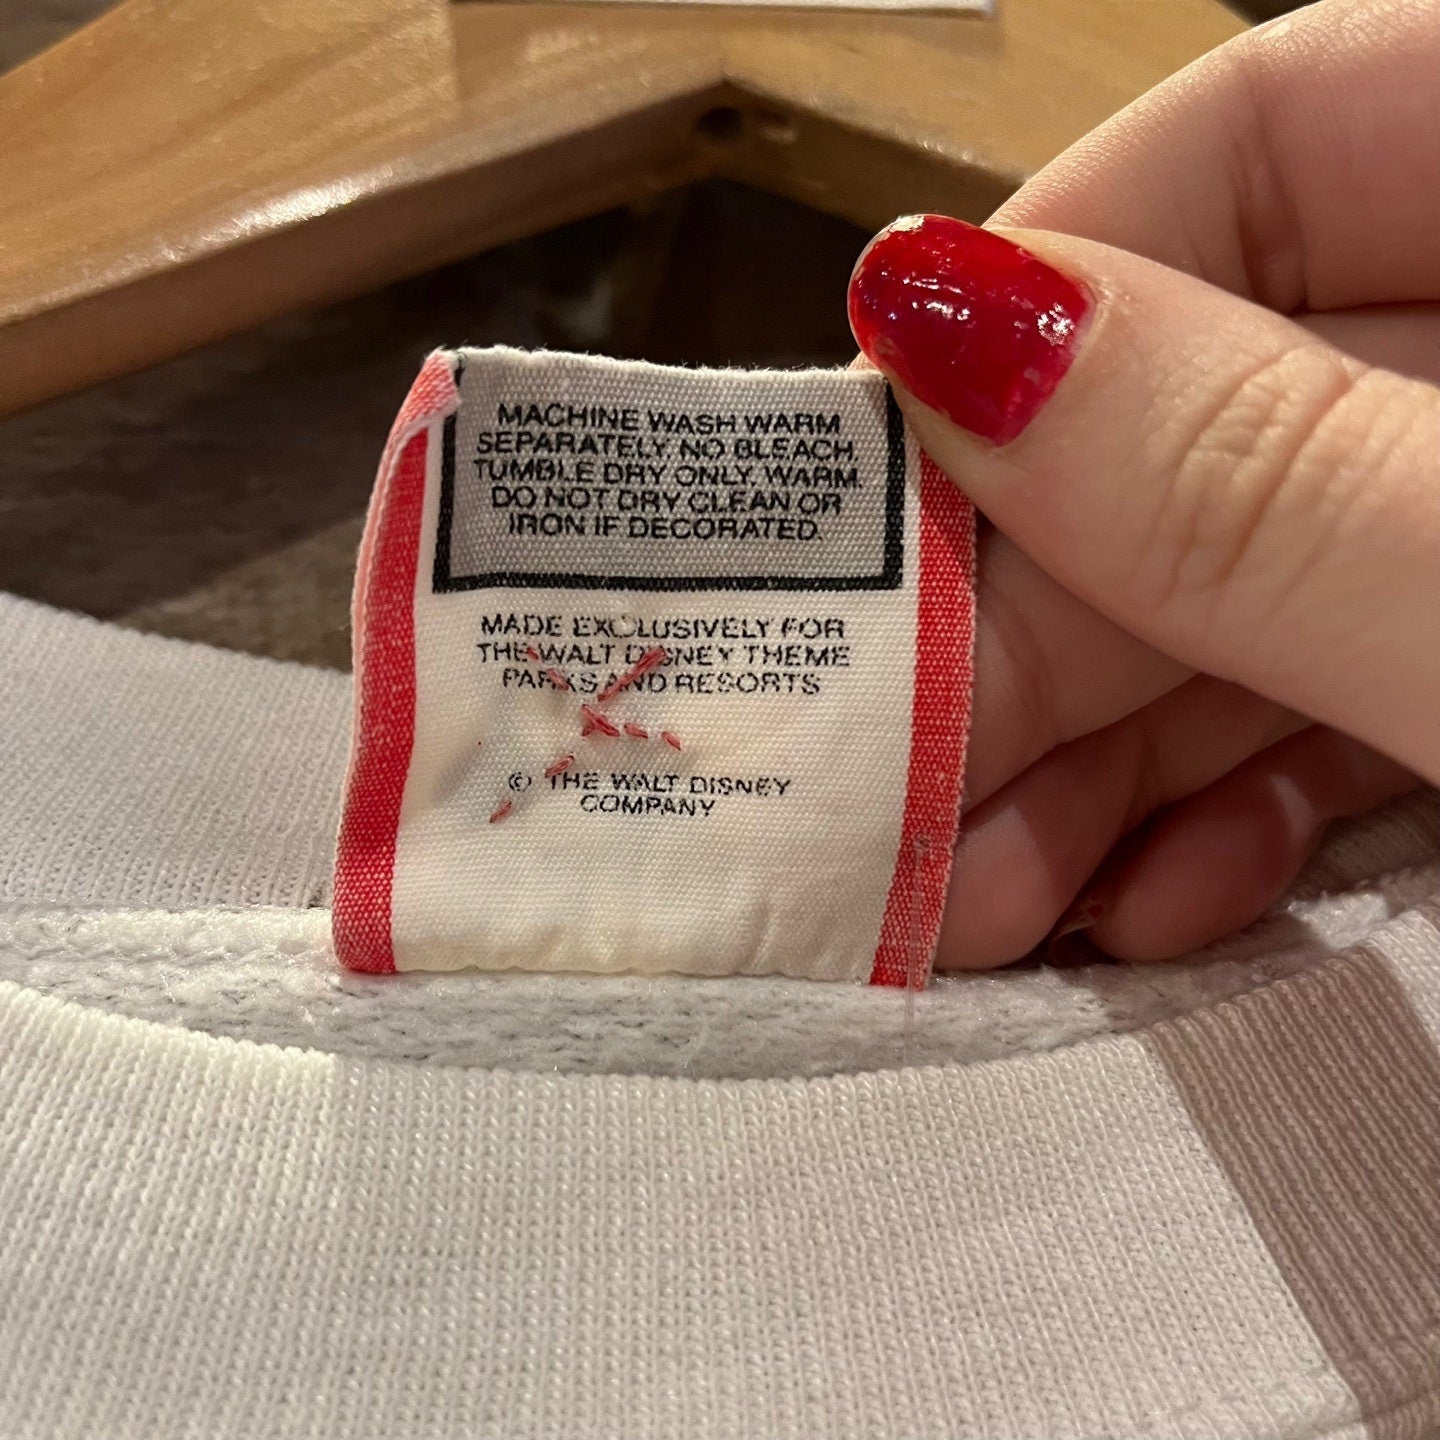 MACHINE WASH WARM
SEPARATELY. NO BLEACH.
TUMBLE DRY ONLY, WARM.
DO NOT DRY CLEAN OR
IRON IF DECORATED.
MADE EXCLUSIVELY FOR
THE WALT DISNEY THEME
PARKS AND RESORTS
© THE WALT DISNEY
COMPANY